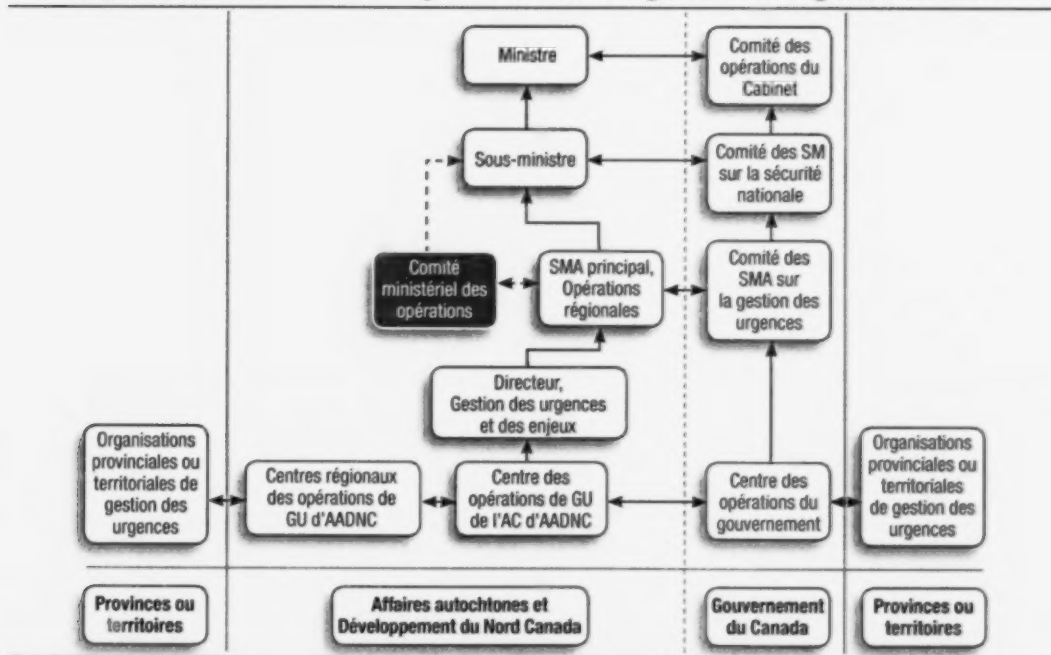 Ministre
Comité des
opérations du
Cabinet
Sous-ministre
Comité des SM
sur la sécurité
nationale
Comité
ministériel des
opérations
SMA principal,
Opérations
régionales
Comité des
SMA sur
la gestion des
urgences
Directeur,
Gestion des urgences
et des enjeux
Organisations
provinciales ou
territoriales de
gestion des
urgences
Centres régionaux
des opérations de
GU d'AADNC
Centre des
opérations de GU
de l'AC d'AADNC
Centre des
opérations du
gouvernement
Organisations
provinciales ou
territoriales
de gestion des
urgences
Provinces ou
territoires
Affaires autochtones et
Développement du Nord Canada
Gouvernement
du Canada
Provinces ou
territoires